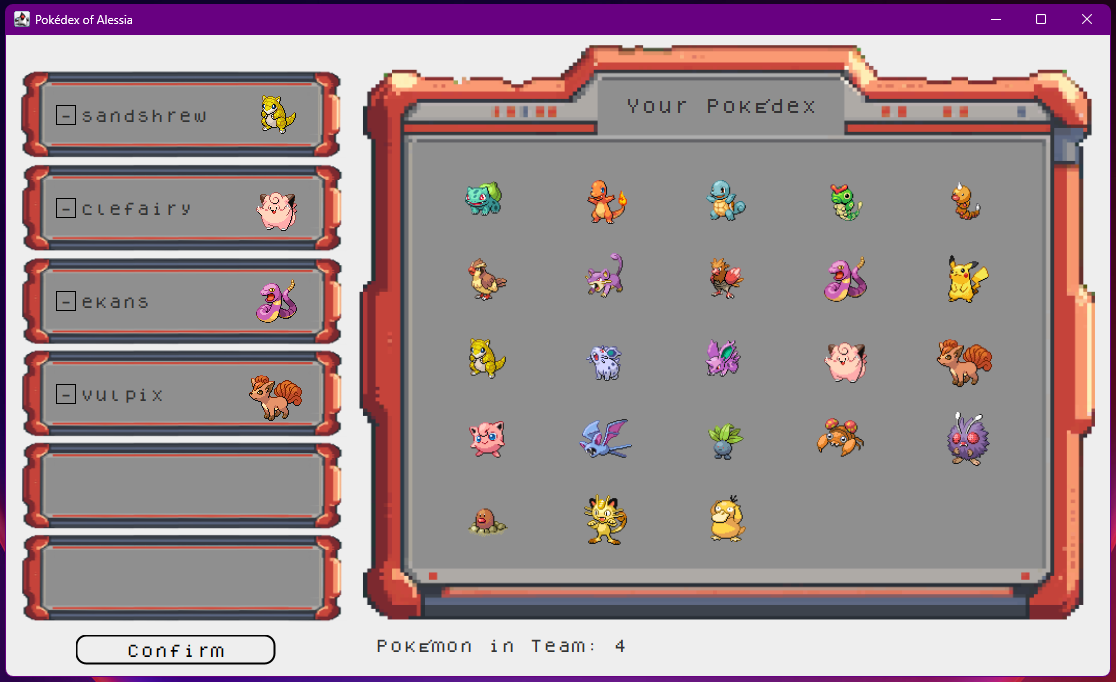 Pokédex of Alessia
- sandshrew
- clefairy
- ekans
- vulpix
Confirm
Your Pokédex
Pokémon in Team: 4